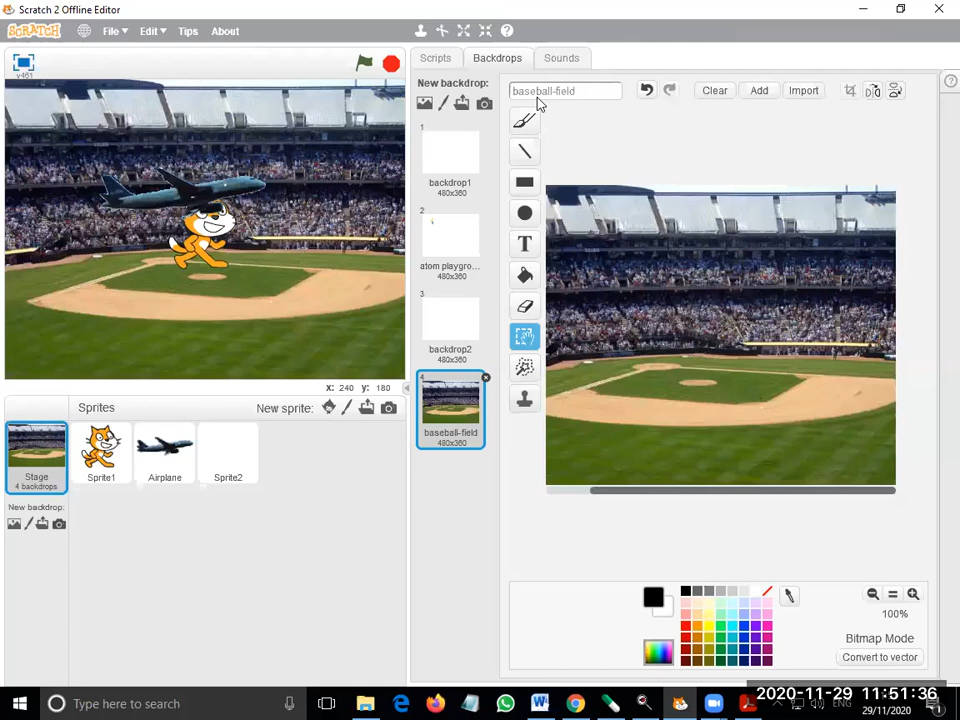 Scratch 2 Offline Editor
SCRATCH File Edit Tips About
v461
Scripts Backdrops Sounds
New backdrop:
baseball-field
Clear Add Import
1
backdrop1
480x360
2
atom playgro...
480x360
3
backdrop2
480x360
4
baseball-field
480x360
T
x: 240 y: 180
Sprites New sprite:
Stage
4 backdrops
Sprite1
Airplane
Sprite2
New backdrop:
100%
Bitmap Mode
Convert to vector
Type here to search
2020-11-29 11:51:36
29/11/2020